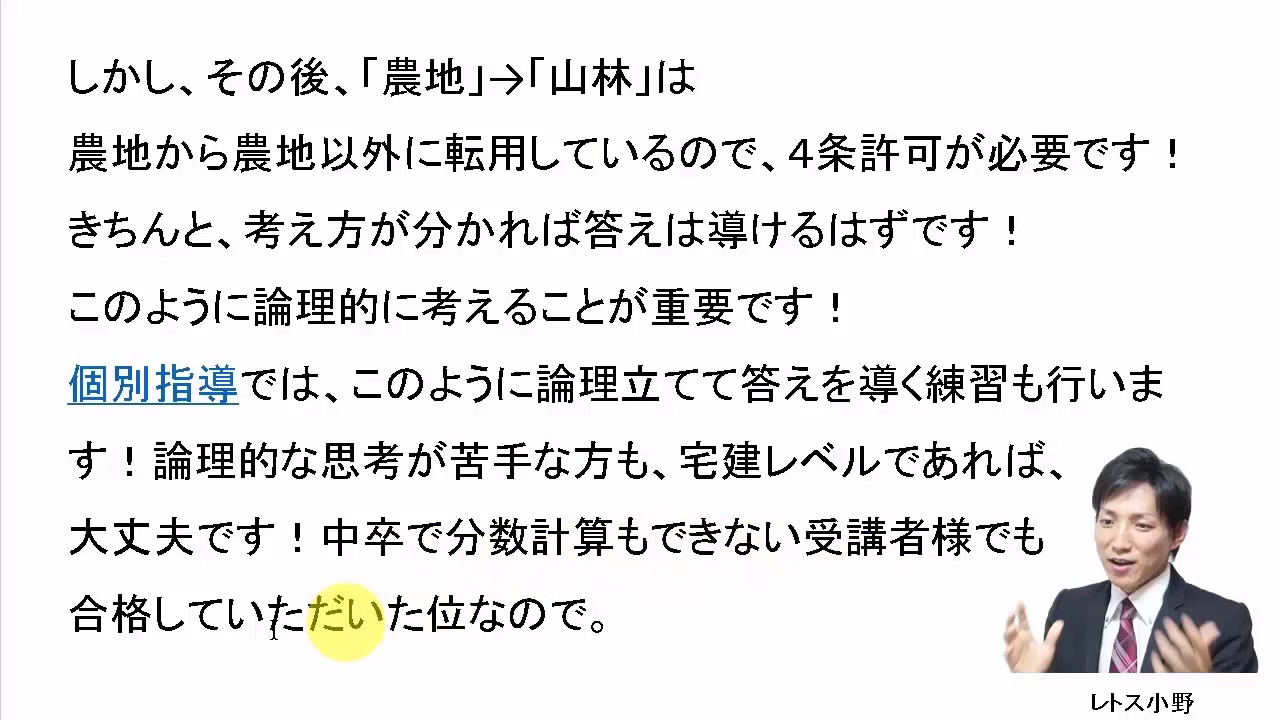 しかし、その後、「農地」→「山林」は
農地から農地以外に転用しているので、４条許可が必要です！
きちんと、考え方が分かれば答えは導けるはずです！
このように論理的に考えることが重要です！
個別指導では、このように論理立てて答えを導く練習も行いま
す！論理的な思考が苦手な方も、宅建レベルであれば、
大丈夫です！中卒で分数計算もできない受講者様でも
合格していただいた位なので。
レトス小野